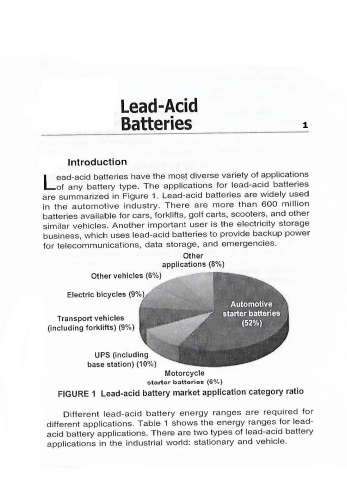 Lead-Acid
Batteries
1
Introduction
Lead-acid batteries have the most diverse variety of applications
of any battery type. The applications for lead-acid batteries
are summarized in Figure 1. Lead-acid batteries are widely used
in the automotive industry. There are more than 600 million
batteries available for cars, forklifts, golf carts, scooters, and other
similar vehicles. Another important user is the electricity storage
business, which uses lead-acid batteries to provide backup power
for telecommunications, data storage, and emergencies.
Other
applications (8%)
Other vehicles (6%)
Electric bicycles (9%)
Automotive
starter batteries
(52%)
Transport vehicles
(including forklifts) (9%)
UPS (including
base station) (10%)
Motorcycle
starter batteries (6%)
FIGURE 1 Lead-acid battery market application category ratio
Different lead-acid battery energy ranges are required for
different applications. Table 1 shows the energy ranges for lead-
acid battery applications. There are two types of lead-acid battery
applications in the industrial world: stationary and vehicle.